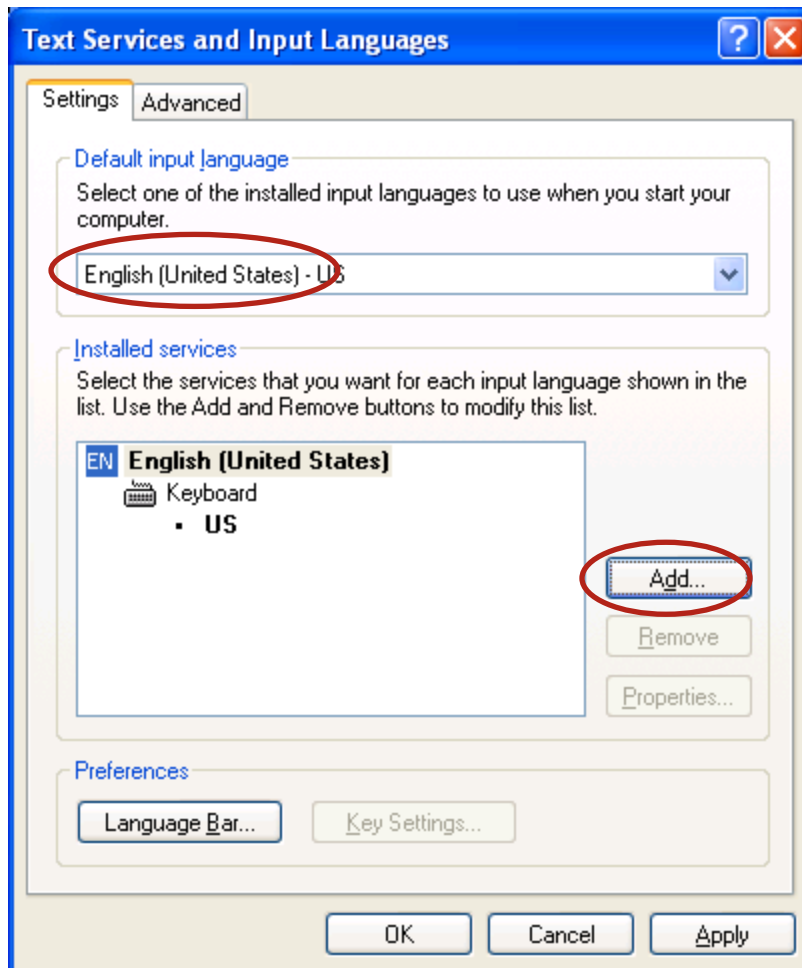 Text Services and Input Languages
Settings
Advanced
Default input language
Select one of the installed input languages to use when you start your
computer.
English (United States) - US
Installed services
Select the services that you want for each input language shown in the
list. Use the Add and Remove buttons to modify this list.
EN English (United States)
Keyboard
• US
Add...
Remove
Properties...
Preferences
Language Bar...
Key Settings...
OK
Cancel
Apply